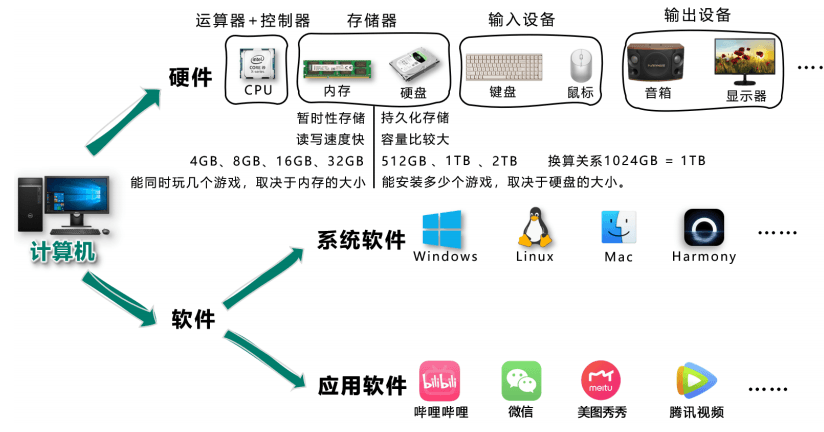 运算器+控制器
存储器
输入设备
输出设备
硬件
CPU
内存
硬盘
键盘
鼠标
音箱
显示器
....
暂时性存储
持久化存储
读写速度快
容量比较大
4GB、8GB、16GB、32GB
512GB 、1TB 、2TB
换算关系1024GB = 1TB
能同时玩几个游戏，取决于内存的大小
能安装多少个游戏，取决于硬盘的大小。
计算机
系统软件
Windows
Linux
Mac
Harmony
……
软件
应用软件
bilibili
meitu
哔哩哔哩
微信
美图秀秀
腾讯视频
……